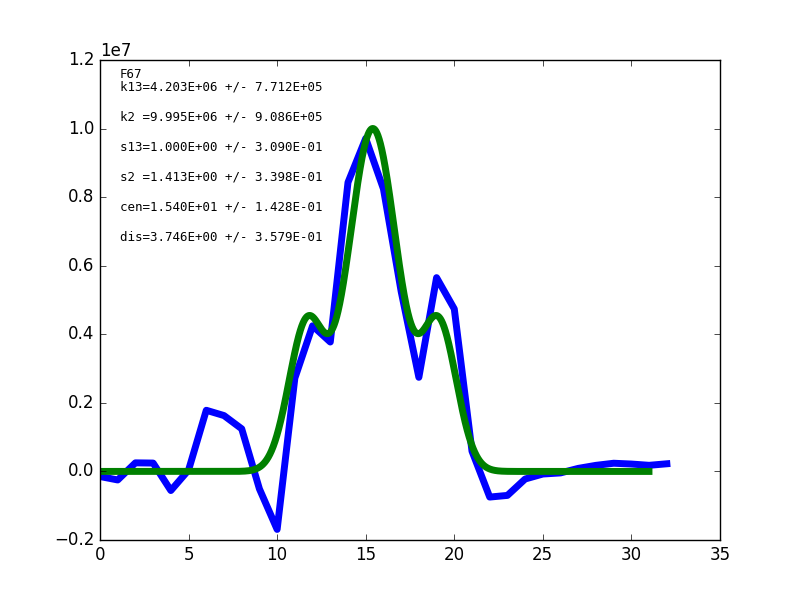 1e7
F67
k13=4.203E+06 +/- 7.712E+05
k2 =9.995E+06 +/- 9.086E+05
s13=1.000E+00 +/- 3.090E-01
s2 =1.413E+00 +/- 3.398E-01
cen=1.540E+01 +/- 1.428E-01
dis=3.746E+00 +/- 3.579E-01
1.2
1.0
0.8
0.6
0.4
0.2
0.0
−0.2
0 5 10 15 20 25 30 35